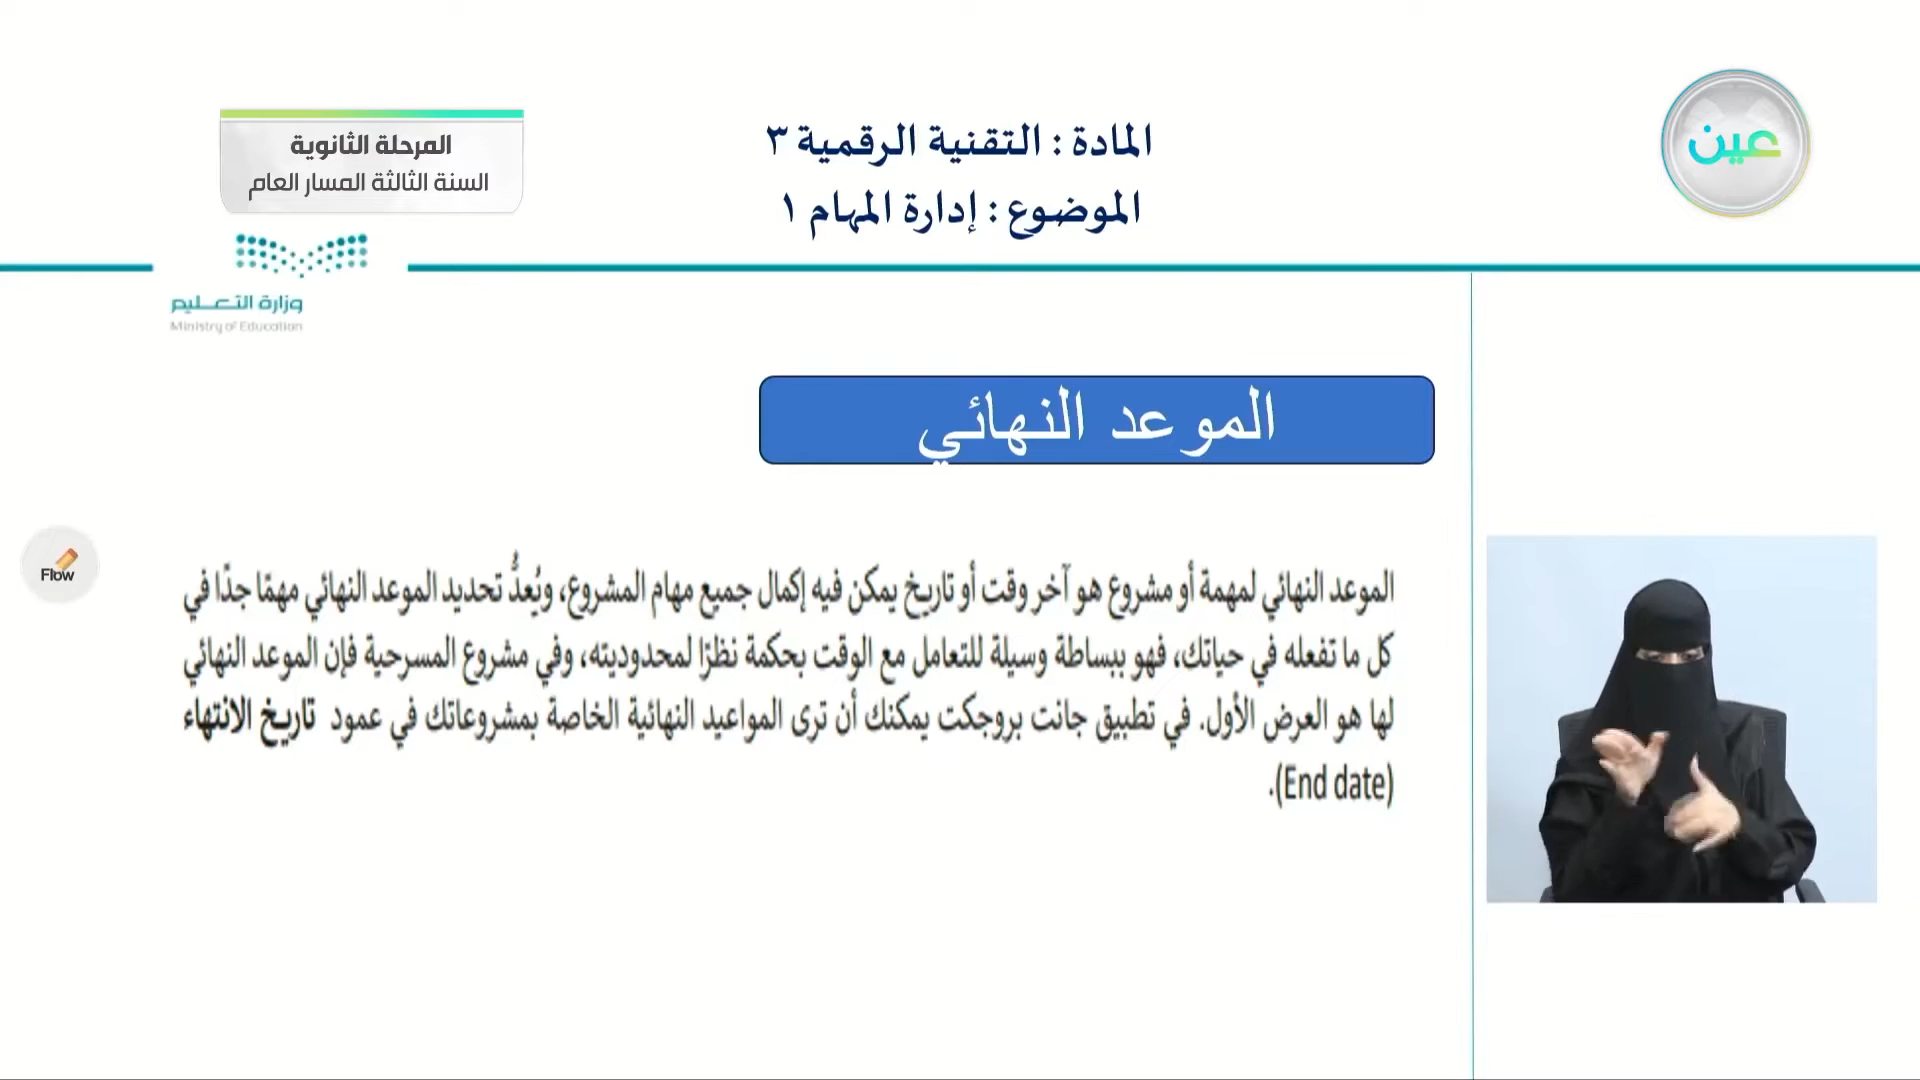 عين
المادة : التقنية الرقمية ٣
الموضوع : إدارة المهام ١
المرحلة الثانوية
السنة الثالثة المسار العام
وزارة التعليم
Ministry of Education
الموعد النهائي
Flow
الموعد النهائي لمهمة أو مشروع هو آخر وقت أو تاريخ يمكن فيه إكمال جميع مهام المشروع، ويُعدُّ تحديد الموعد النهائي مهمًا جدًا في
كل ما تفعله في حياتك، فهو ببساطة وسيلة للتعامل مع الوقت بحكمة نظرًا لمحدوديته، وفي مشروع المسرحية فإن الموعد النهائي
لها هو العرض الأول. في تطبيق جانت بروجكت يمكنك أن ترى المواعيد النهائية الخاصة بمشروعاتك في عمود تاريخ الانتهاء
(End date).